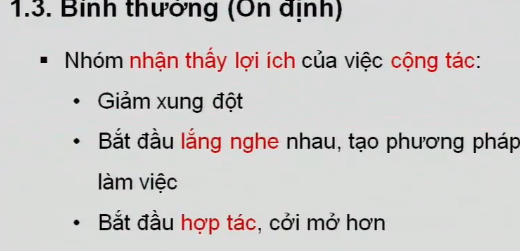 1.3. Bình thường (Ổn định)
▪ Nhóm nhận thấy lợi ích của việc cộng tác:
• Giảm xung đột
• Bắt đầu lắng nghe nhau, tạo phương pháp
làm việc
• Bắt đầu hợp tác, cởi mở hơn